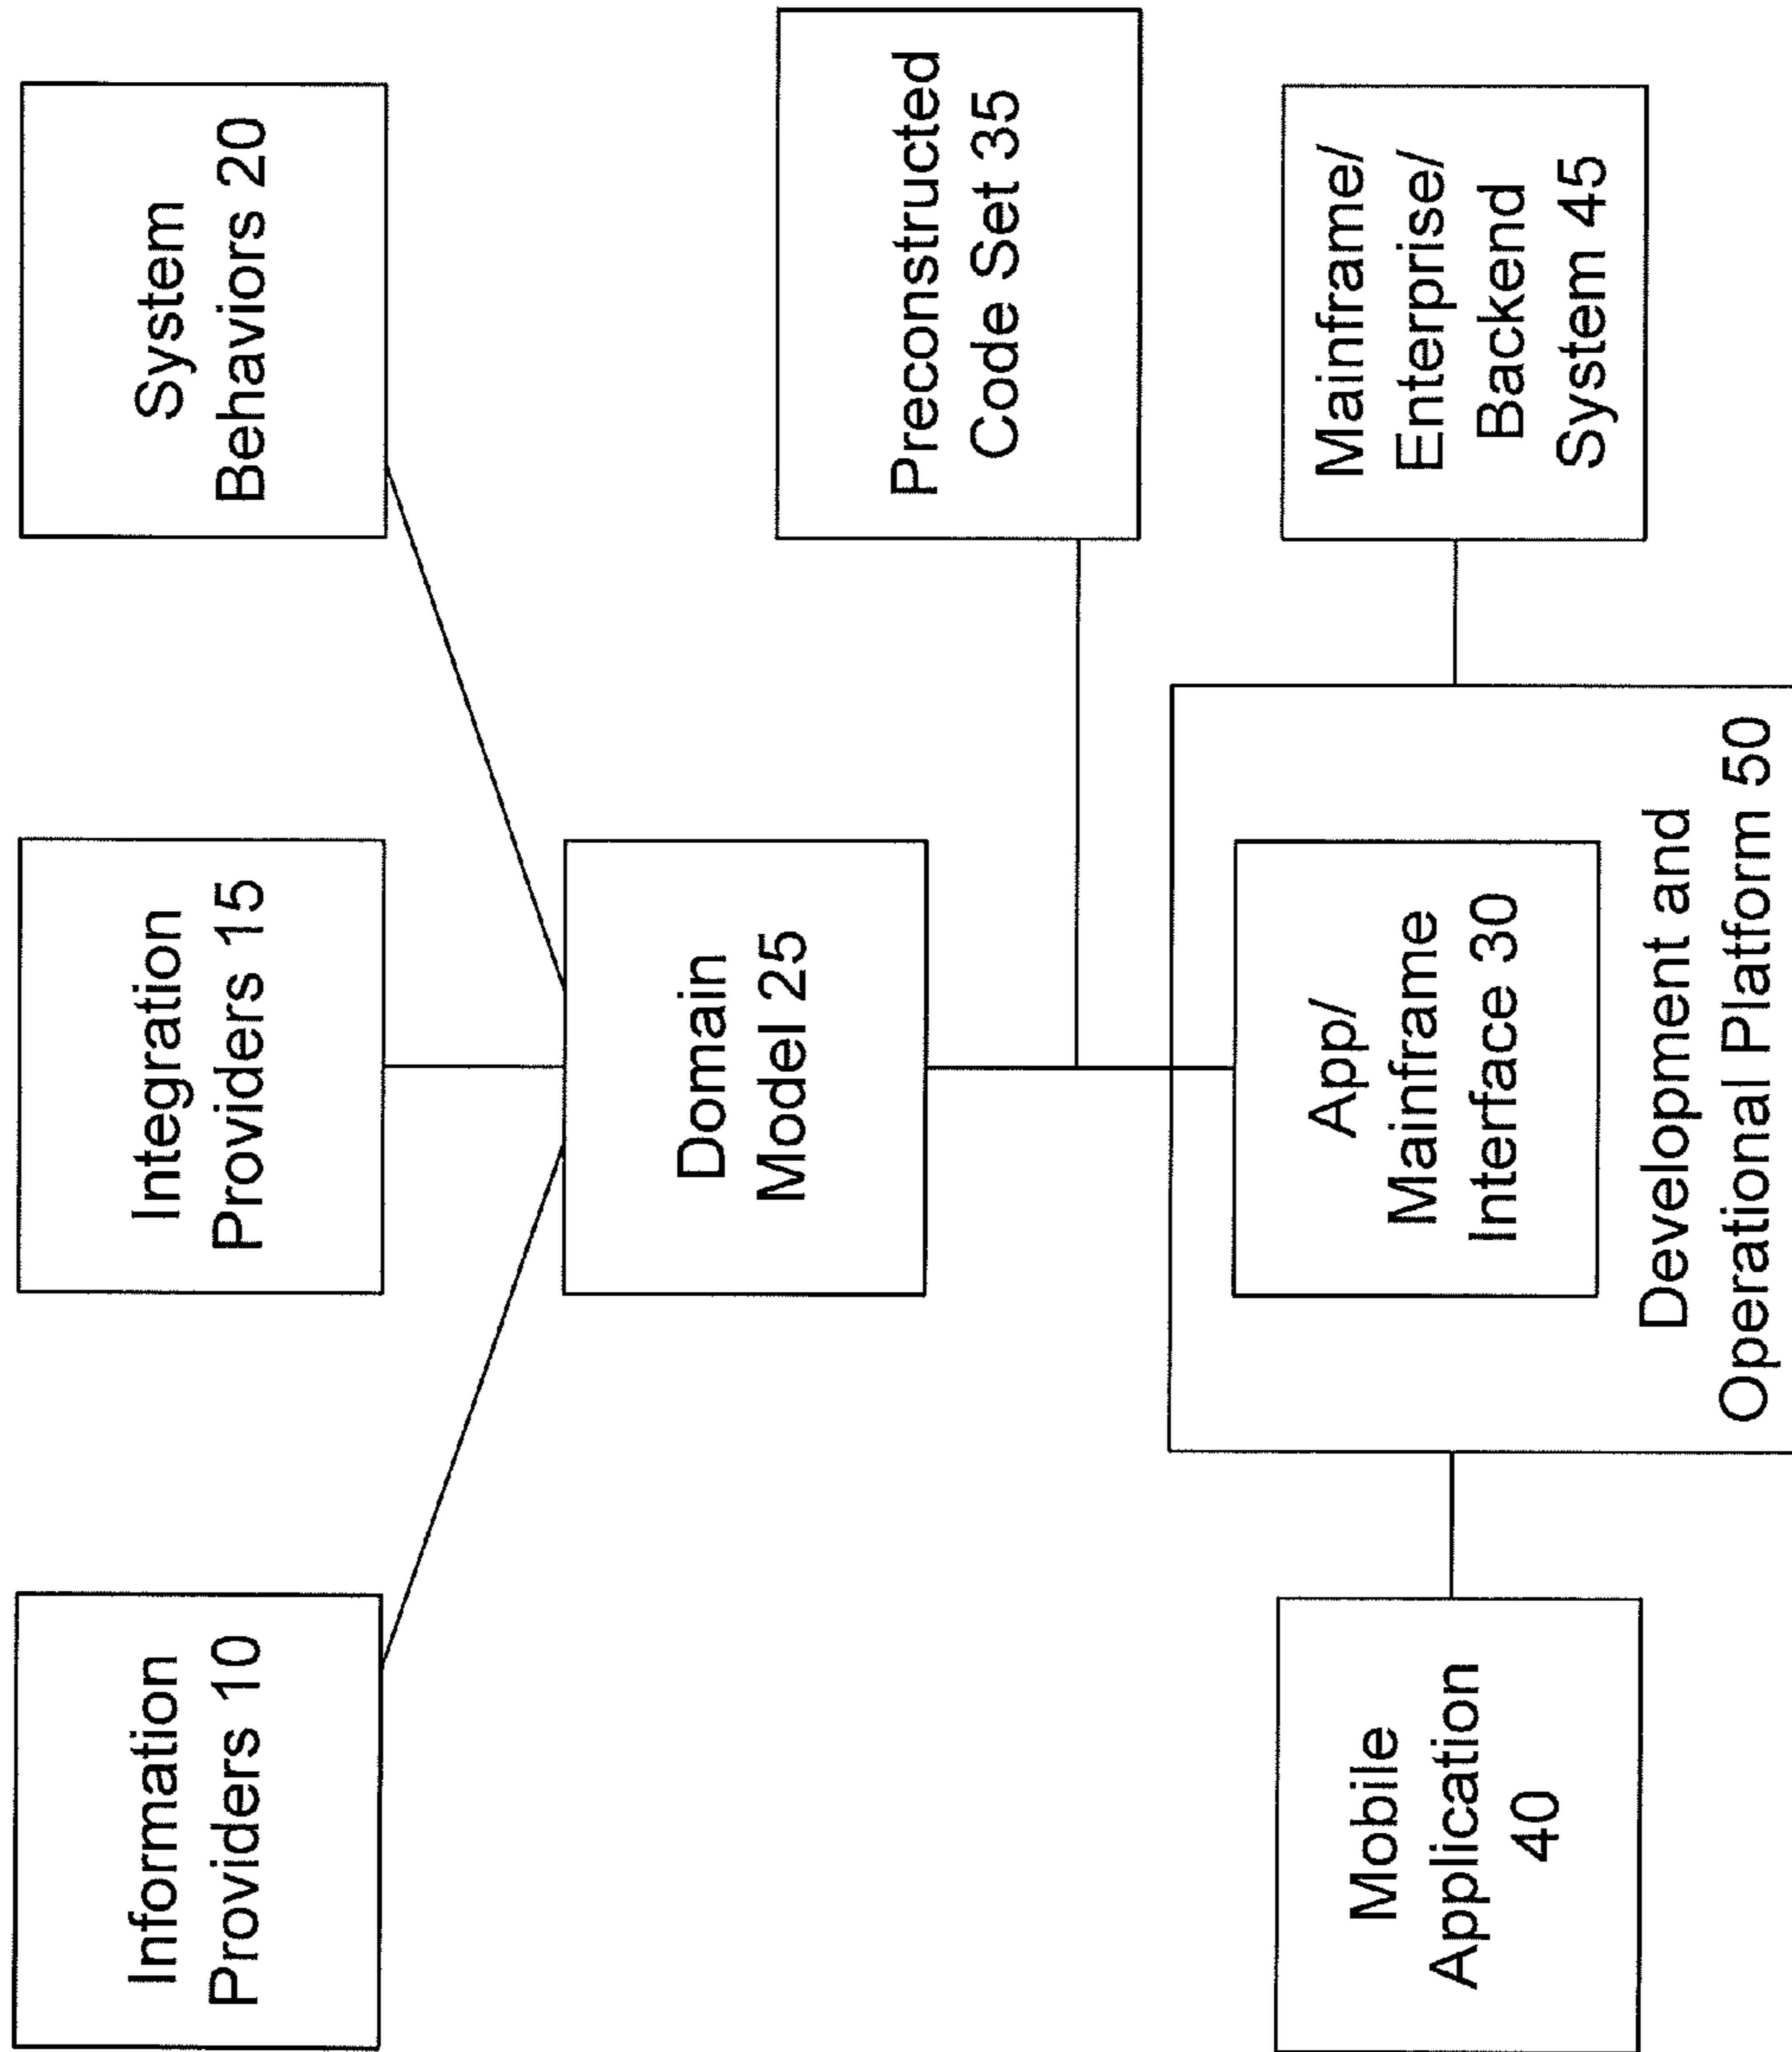 Information
Providers 10
Integration
Providers 15
System
Behaviors 20
Domain
Model 25
Preconstructed
Code Set 35
Mobile
Application
40
App/
Mainframe
Interface 30
Development and
Operational Platform 50
Mainframe/
Enterprise/
Backend
System 45